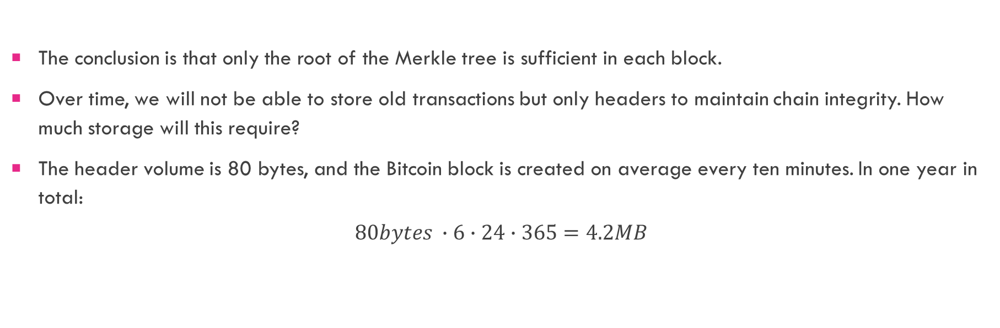 The conclusion is that only the root of the Merkle tree is sufficient in each block.
Over time, we will not be able to store old transactions but only headers to maintain chain integrity. How
much storage will this require?
The header volume is 80 bytes, and the Bitcoin block is created on average every ten minutes. In one year in
total:
80bytes · 6 · 24 · 365 = 4.2MB